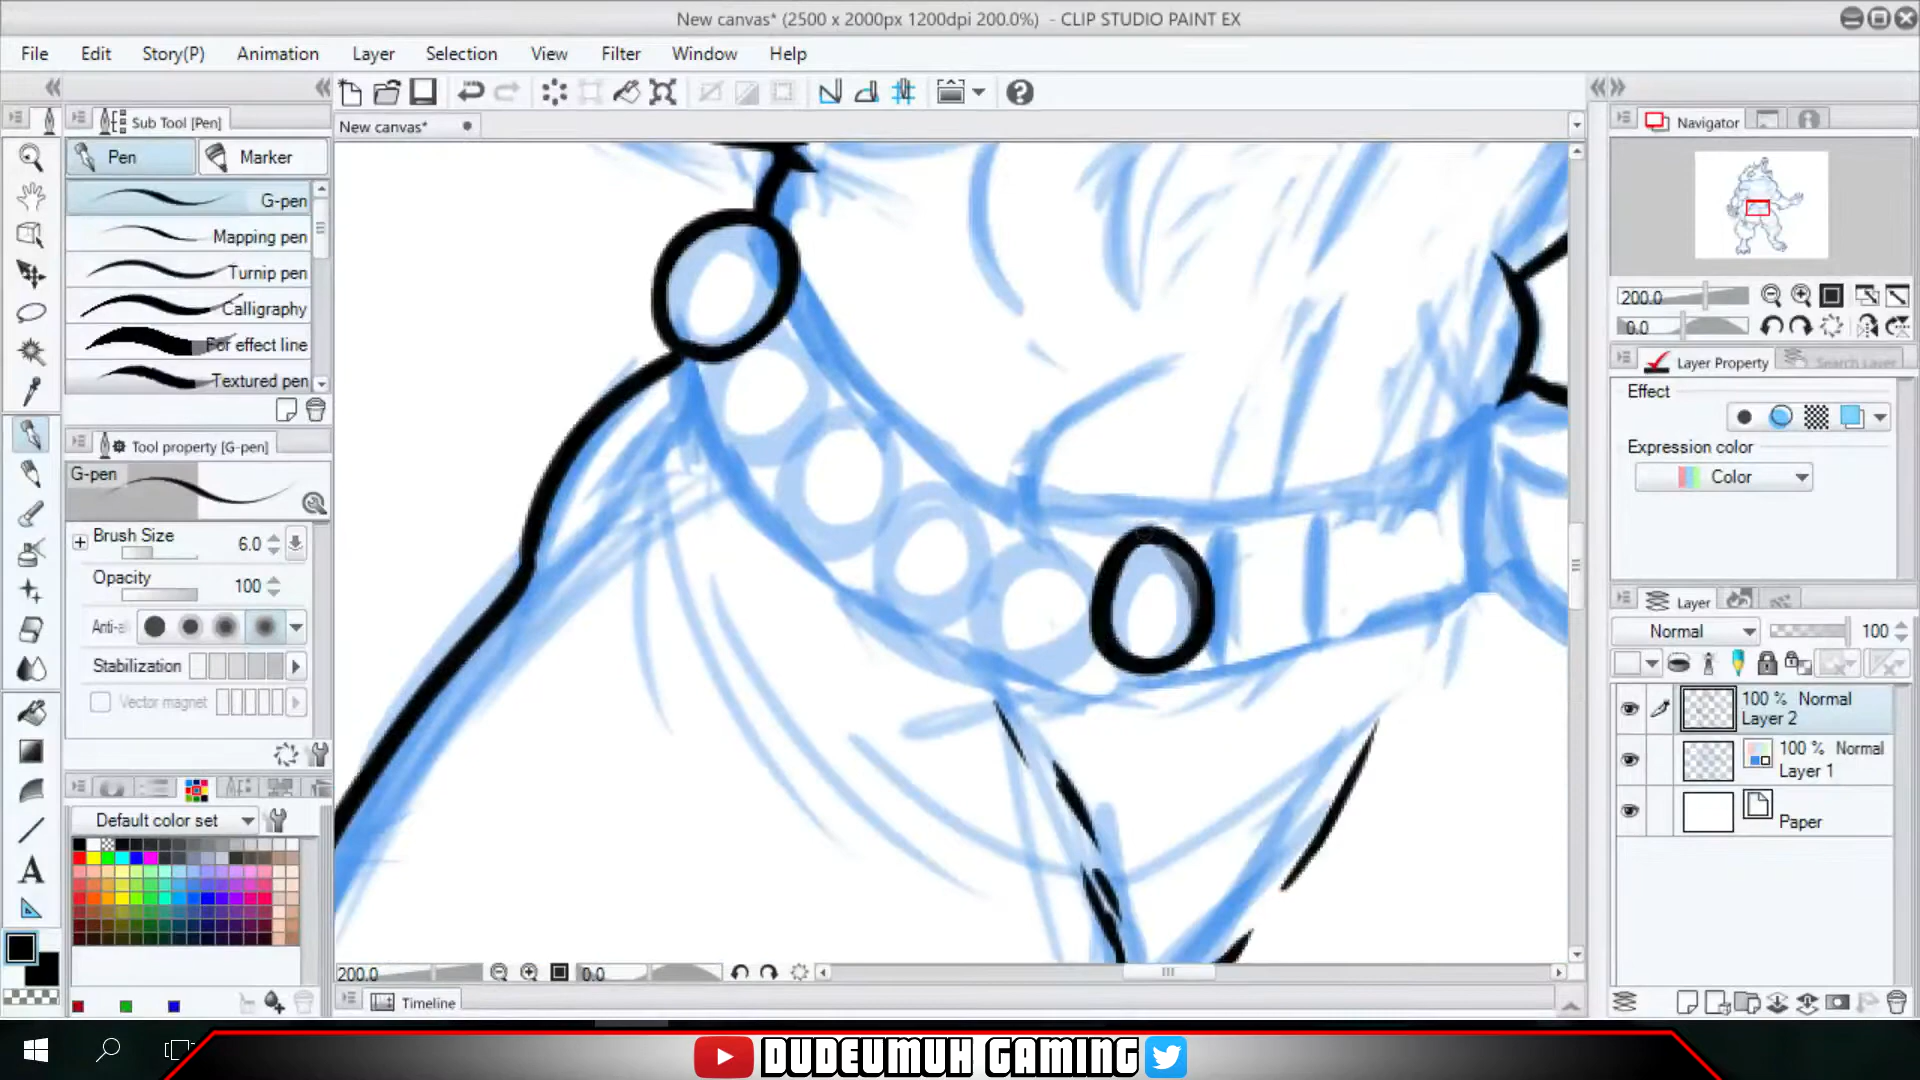 New canvas* (2500 x 2000px 1200dpi 200.0%)  - CLIP STUDIO PAINT EX
File Edit Story(P) Animation Layer Selection View Filter Window Help
Sub Tool [Pen]
New canvas*
Navigator
Pen Marker
G-pen
Mapping pen
Turnip pen
Calligraphy
For effect line
Textured pen
200.0
0.0
Layer Property Search Layer
Effect
Expression color
Color
Tool property [G-pen]
G-pen
Brush Size 6.0
Opacity 100
Anti-a
Stabilization
Vector magnet
Layer
Normal 100
100 % Normal
Layer 2
100 % Normal
Layer 1
Paper
Default color set
A
200.0 0.0
Timeline
DUDEUMUH GAMING